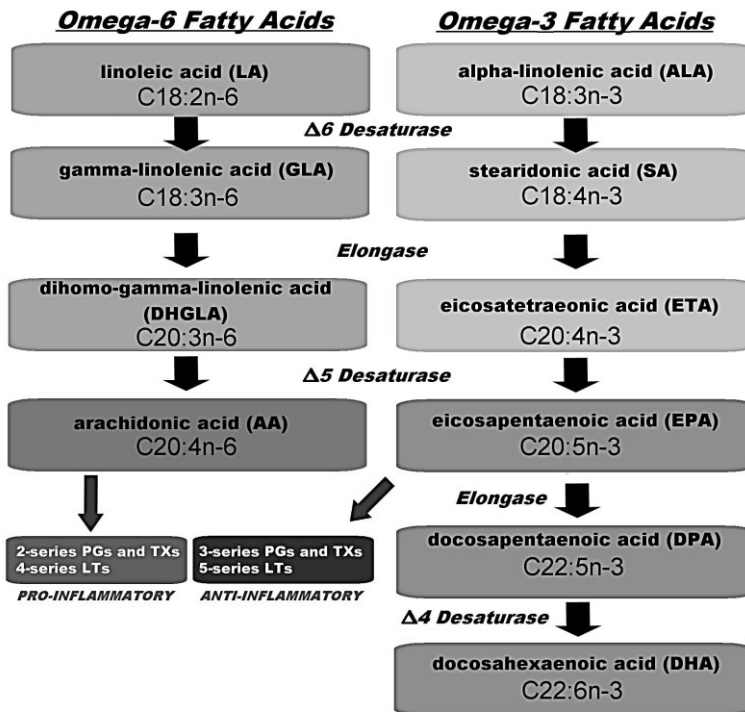 Omega-6 Fatty Acids
Omega-3 Fatty Acids
linoleic acid (LA)
C18:2n-6
alpha-linolenic acid (ALA)
C18:3n-3
Δ6 Desaturase
gamma-linolenic acid (GLA)
C18:3n-6
stearidonic acid (SA)
C18:4n-3
Elongase
dihomo-gamma-linolenic acid
(DHGLA)
C20:3n-6
eicosatetraeonic acid (ETA)
C20:4n-3
Δ5 Desaturase
arachidonic acid (AA)
C20:4n-6
eicosapentaenoic acid (EPA)
C20:5n-3
Elongase
2-series PGs and TXs
4-series LTs
PRO-INFLAMMATORY
3-series PGs and TXs
5-series LTs
ANTI-INFLAMMATORY
docosapentaenoic acid (DPA)
C22:5n-3
Δ4 Desaturase
docosahexaenoic acid (DHA)
C22:6n-3